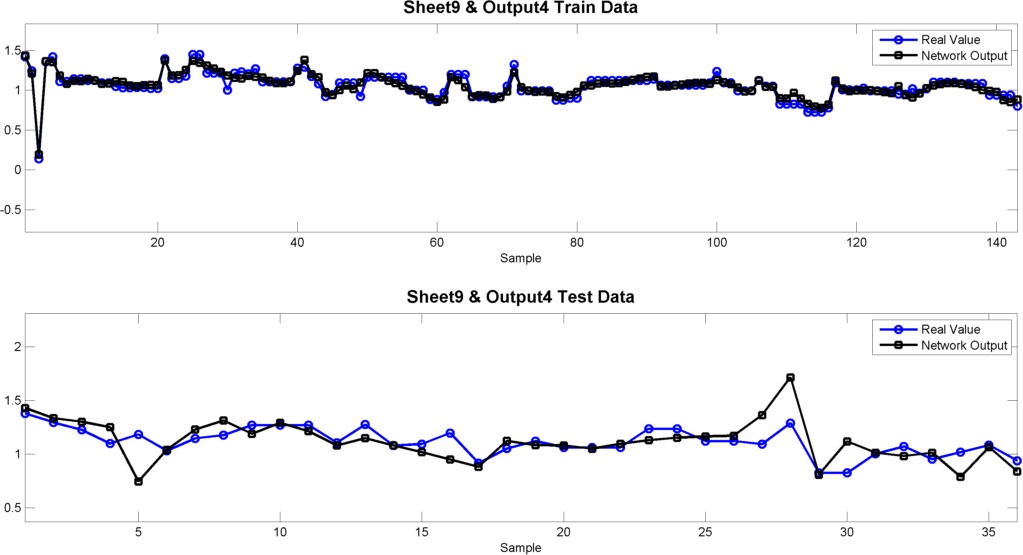 Sheet9 & Output4 Train Data
Real Value
Network Output
1.5
1
0.5
0
-0.5
20 40 60 80 100 120 140
Sample
Sheet9 & Output4 Test Data
Real Value
Network Output
2
1.5
1
0.5
5 10 15 20 25 30 35
Sample